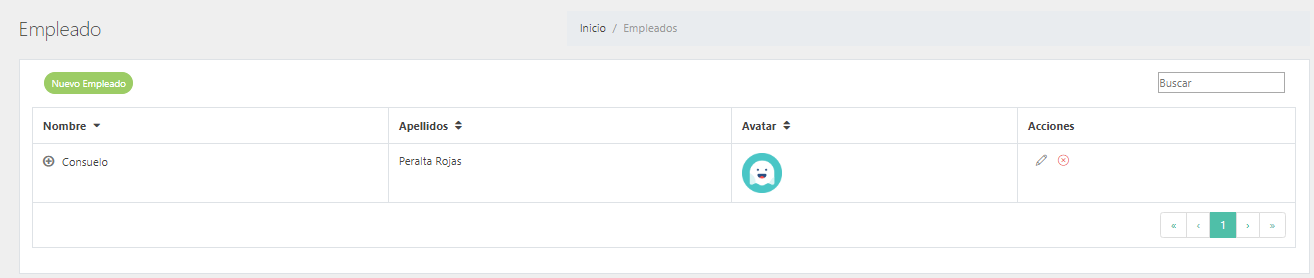 Empleado
Inicio / Empleados
Nuevo Empleado
Buscar
Nombre Apellidos Avatar Acciones
Consuelo Peralta Rojas
« ‹ 1 › »